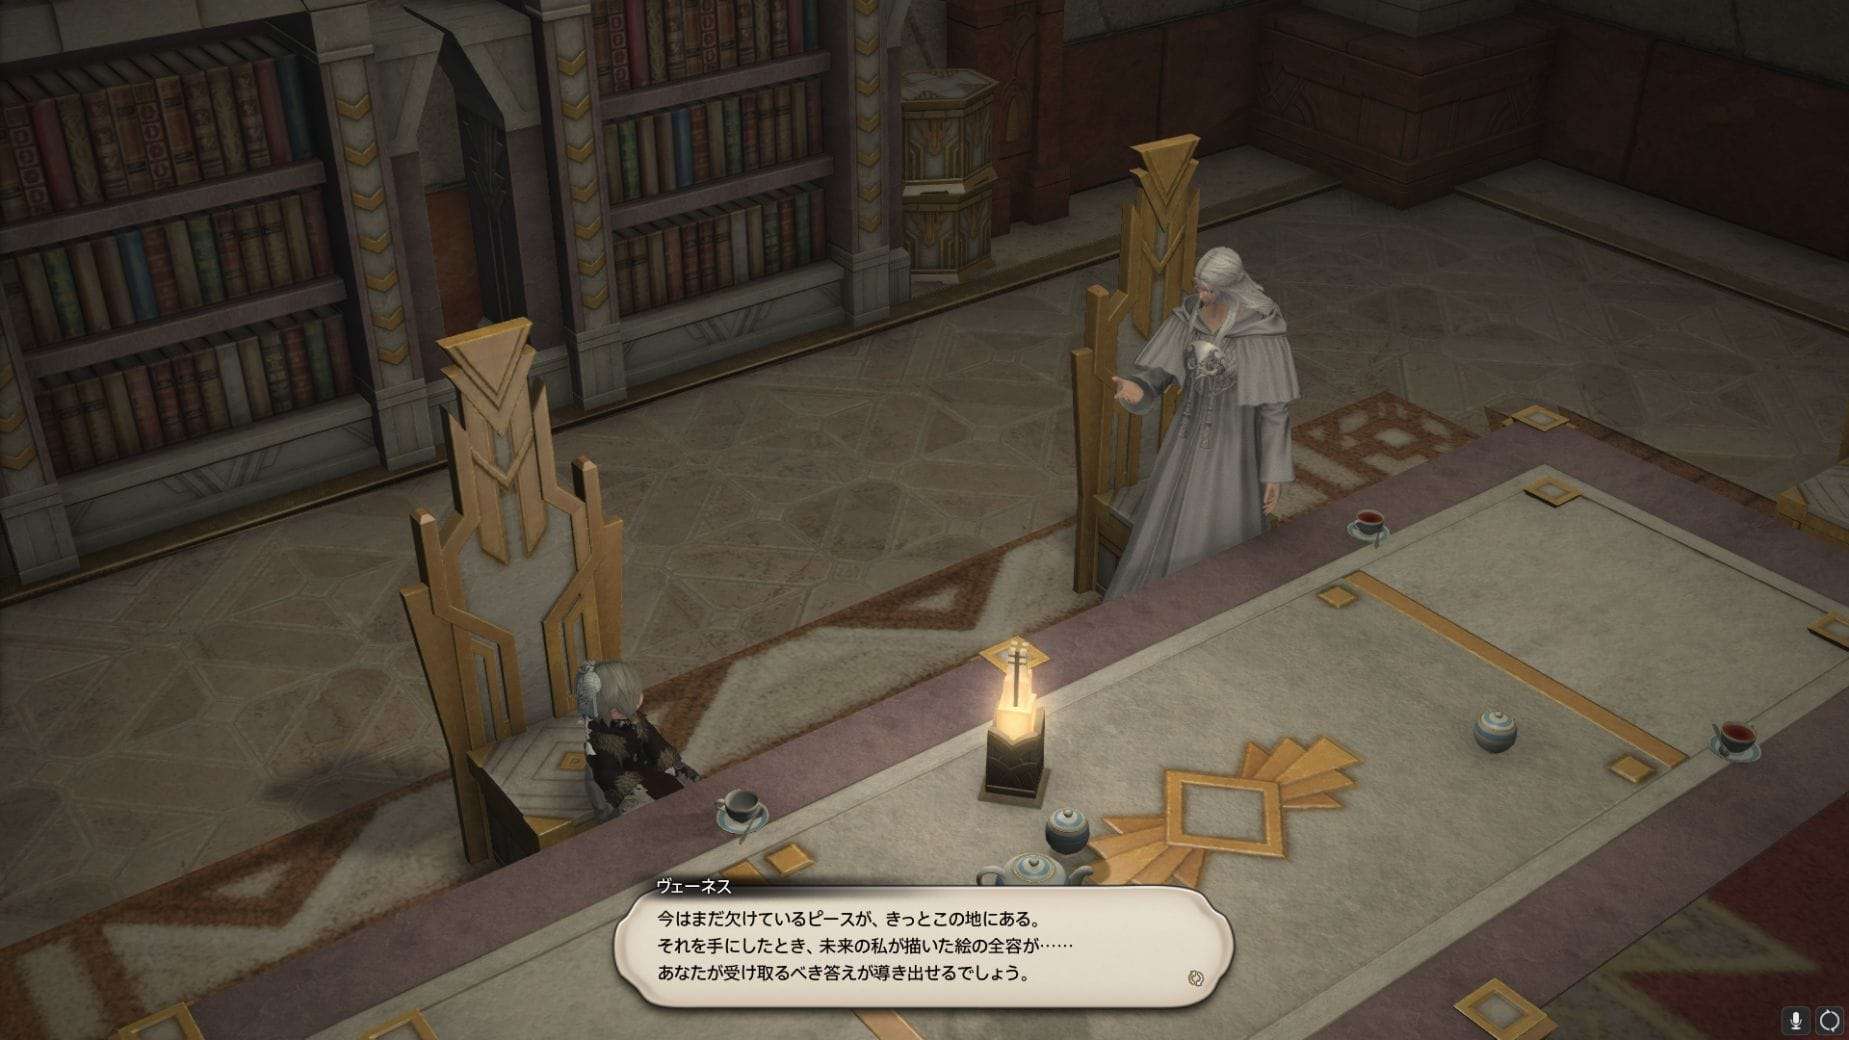 ヴェーネス
今はまだ欠けているピースが、きっとこの地にある。
それを手にしたとき、未来の私が描いた絵の全容が……
あなたが受け取るべき答えが導き出せるでしょう。